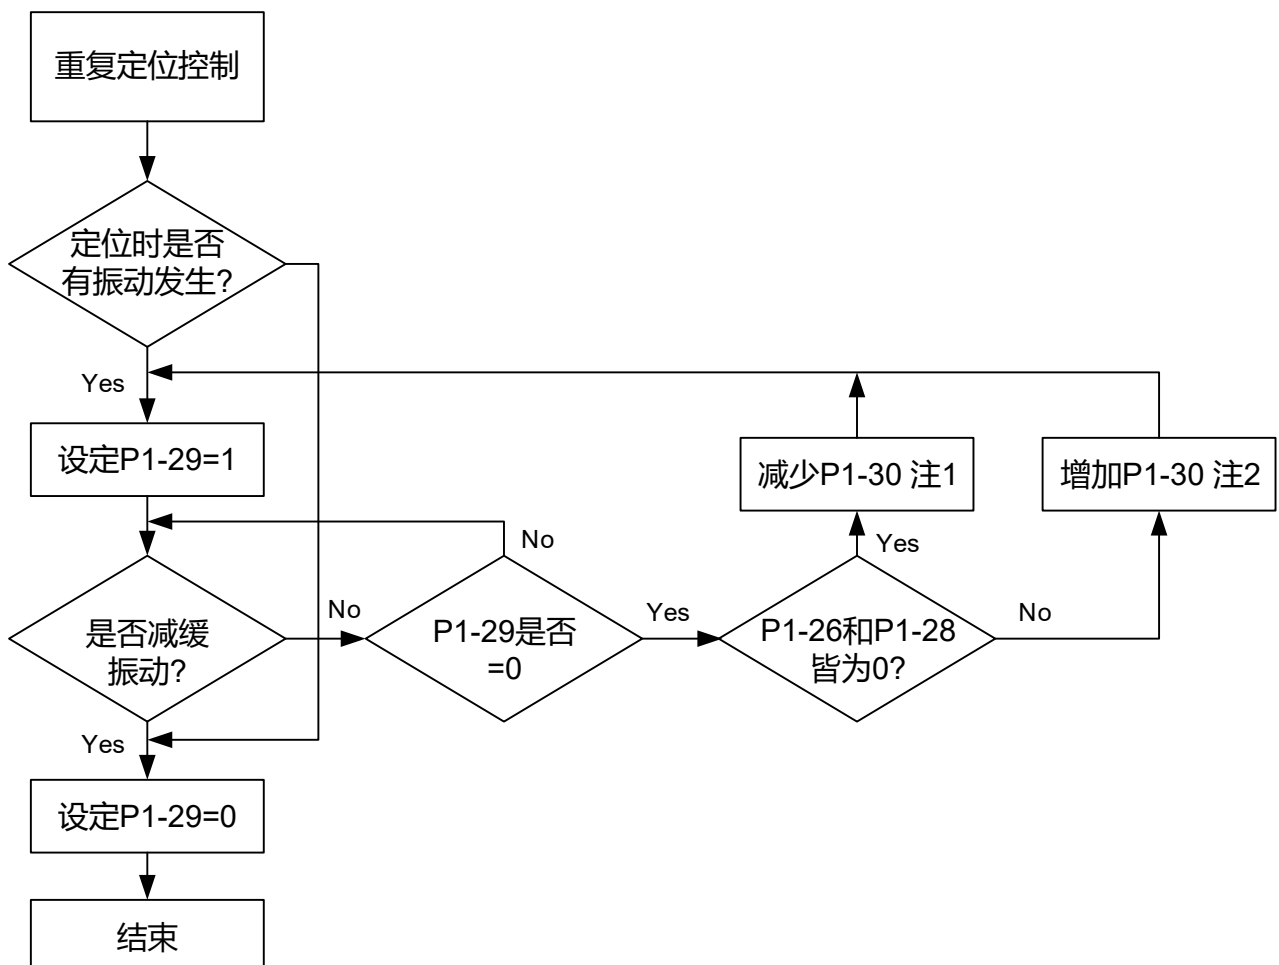 重复定位控制
定位时是否
有振动发生?
Yes
设定P1-29=1
减少P1-30 注1
增加P1-30 注2
No
Yes
是否减缓
振动?
No
P1-29是否
=0
Yes
P1-26和P1-28
皆为0?
No
Yes
设定P1-29=0
结束